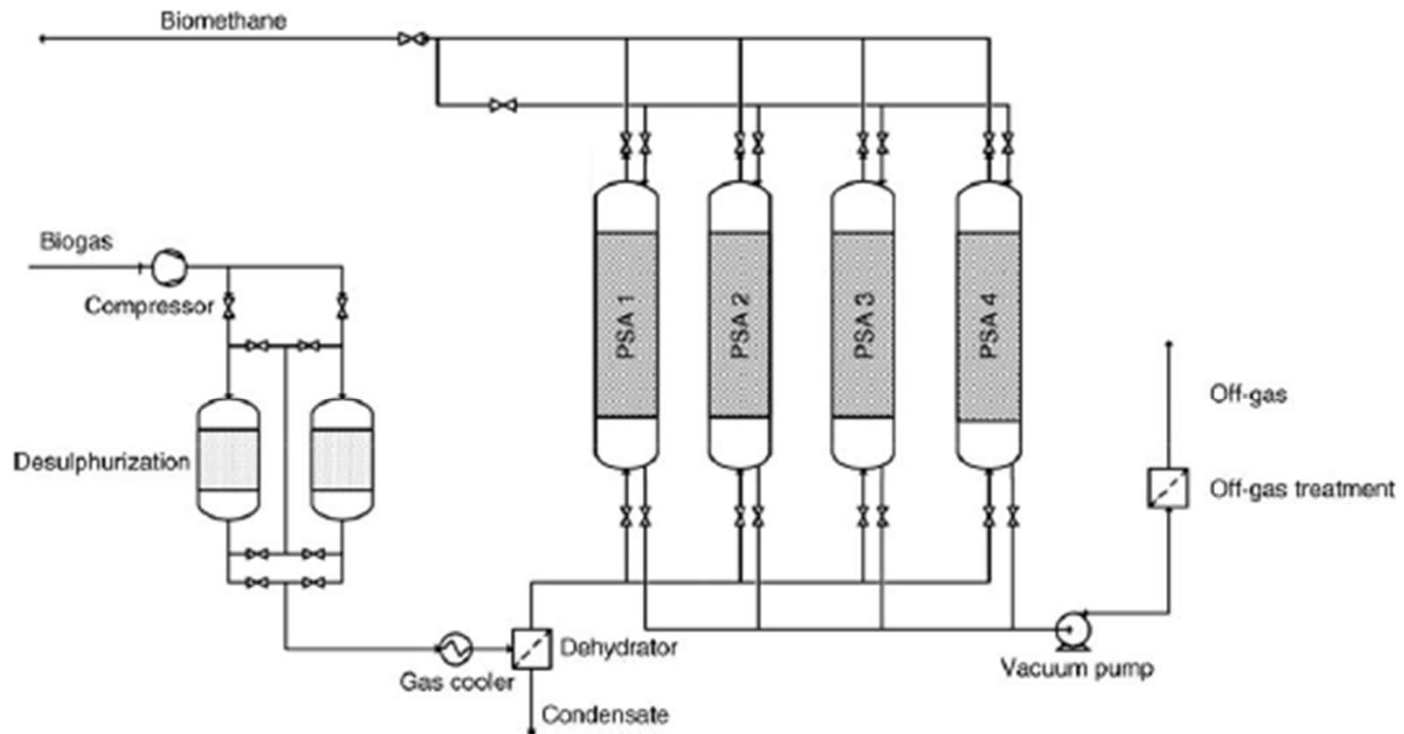 Biomethane
Biogas
Compressor
Desulphurization
PSA 1
PSA 2
PSA 3
PSA 4
Off-gas
Off-gas treatment
Dehydrator
Gas cooler
Vacuum pump
Condensate